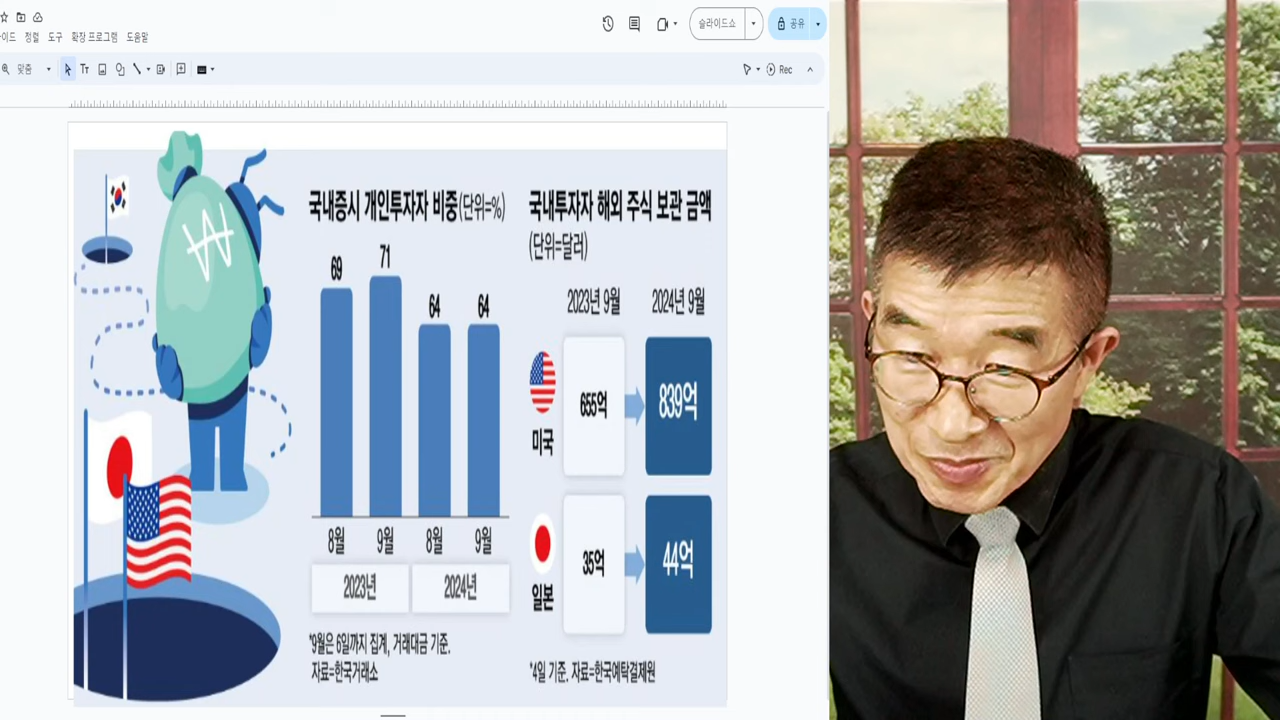 이드 정렬 도구 확장 프로그램 도움말
슬라이드쇼
공유
맞춤
Tr
Rec
국내증시 개인투자자 비중(단위=%)
69
71
64
64
8월
9월
8월
9월
2023년
2024년
*9월은 6일까지 집계, 거래대금 기준.
자료=한국거래소
국내투자자 해외 주식 보관 금액
(단위=달러)
2023년 9월
2024년 9월
미국
655억
839억
일본
35억
44억
*4일 기준. 자료=한국예탁결제원
₩